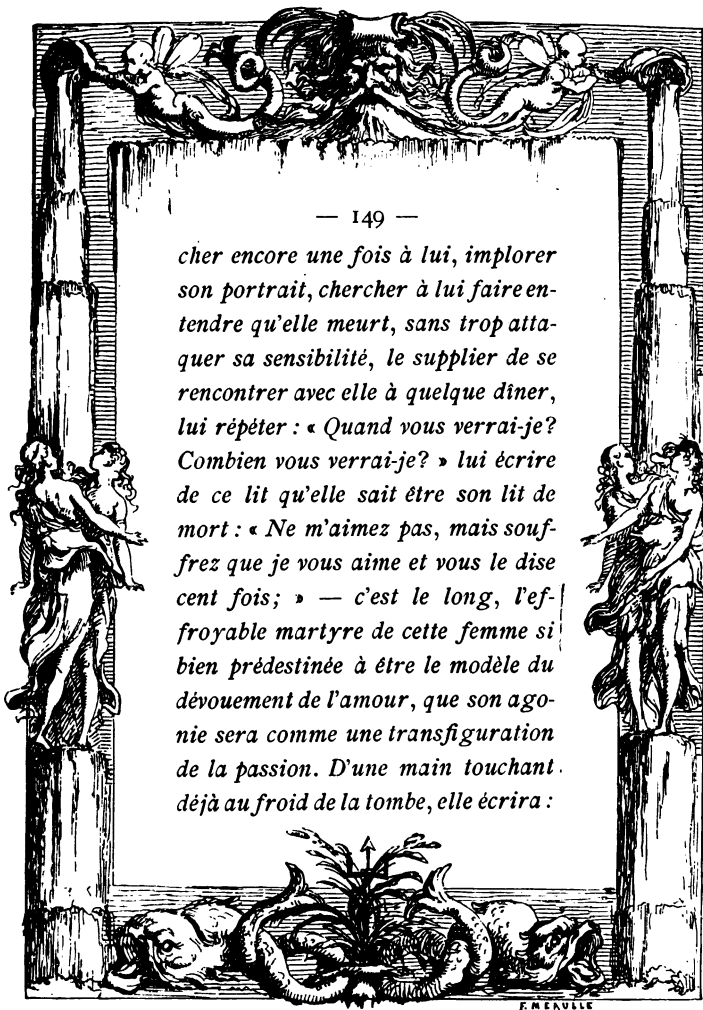 — 149 —
cher encore une fois à lui, implorer
son portrait, chercher à lui faire en-
tendre qu'elle meurt, sans trop atta-
quer sa sensibilité, le supplier de se
rencontrer avec elle à quelque dîner,
lui répéter : « Quand vous verrai-je?
Combien vous verrai-je? » lui écrire
de ce lit qu'elle sait être son lit de
mort : « Ne m'aimez pas, mais souf-
frez que je vous aime et vous le dise
cent fois; » — c'est le long, l'ef-
froyable martyre de cette femme si
bien prédestinée à être le modèle du
dévouement de l'amour, que son ago-
nie sera comme une transfiguration
de la passion. D'une main touchant
déjà au froid de la tombe, elle écrira :
F. MEAULLE